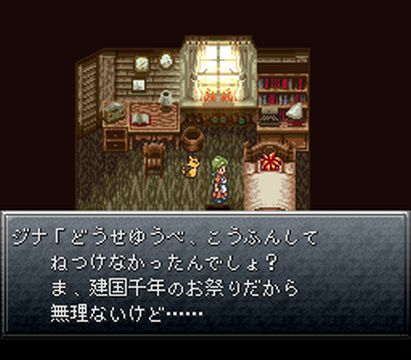 ジナ「どうせゆうべ、こうふんして
ねつけなかったんでしょ？
ま、建国千年のお祭りだから
無理ないけど……